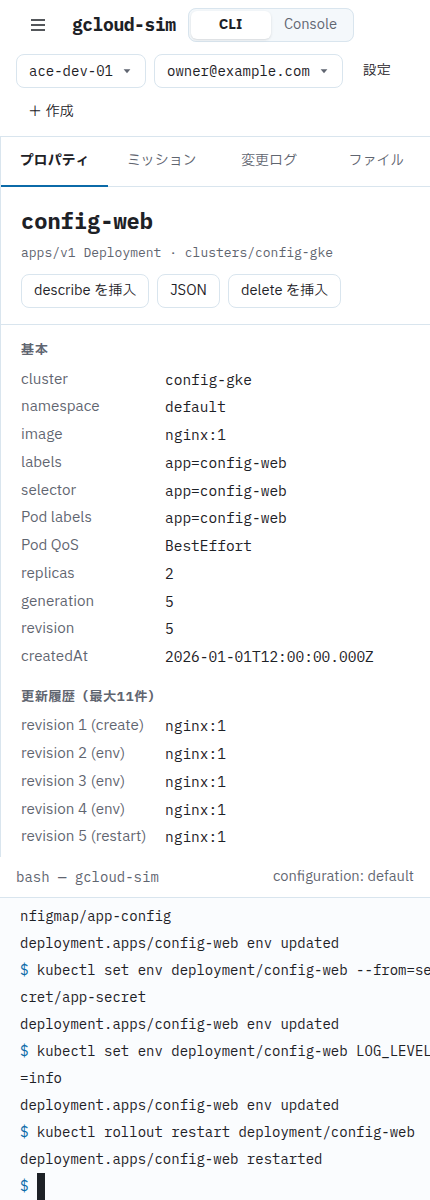 gcloud-sim CLI Console
ace-dev-01 owner@example.com 設定
＋ 作成
プロパティ ミッション 変更ログ ファイル
config-web
apps/v1 Deployment · clusters/config-gke
describe を挿入 JSON delete を挿入
基本
cluster config-gke
namespace default
image nginx:1
labels app=config-web
selector app=config-web
Pod labels app=config-web
Pod QoS BestEffort
replicas 2
generation 5
revision 5
createdAt 2026-01-01T12:00:00.000Z
更新履歴（最大11件）
revision 1 (create) nginx:1
revision 2 (env) nginx:1
revision 3 (env) nginx:1
revision 4 (env) nginx:1
revision 5 (restart) nginx:1
bash — gcloud-sim configuration: default
nfigmap/app-config
deployment.apps/config-web env updated
$ kubectl set env deployment/config-web --from=se
cret/app-secret
deployment.apps/config-web env updated
$ kubectl set env deployment/config-web LOG_LEVEL
=info
deployment.apps/config-web env updated
$ kubectl rollout restart deployment/config-web
deployment.apps/config-web restarted
$